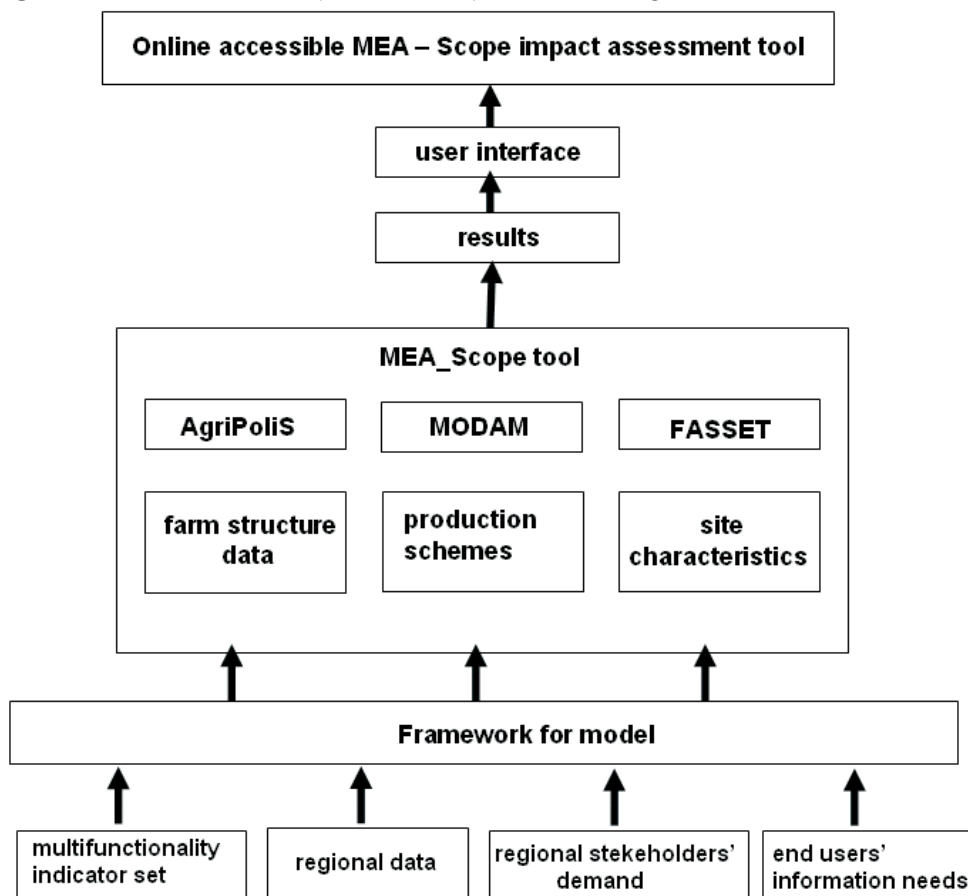 Online accessible MEA – Scope impact assessment tool
user interface
results
MEA_Scope tool
AgriPoliS
MODAM
FASSET
farm structure
data
production
schemes
site
characteristics
Framework for model
multifunctionality
indicator set
regional data
regional stekeholders'
demand
end users'
information needs